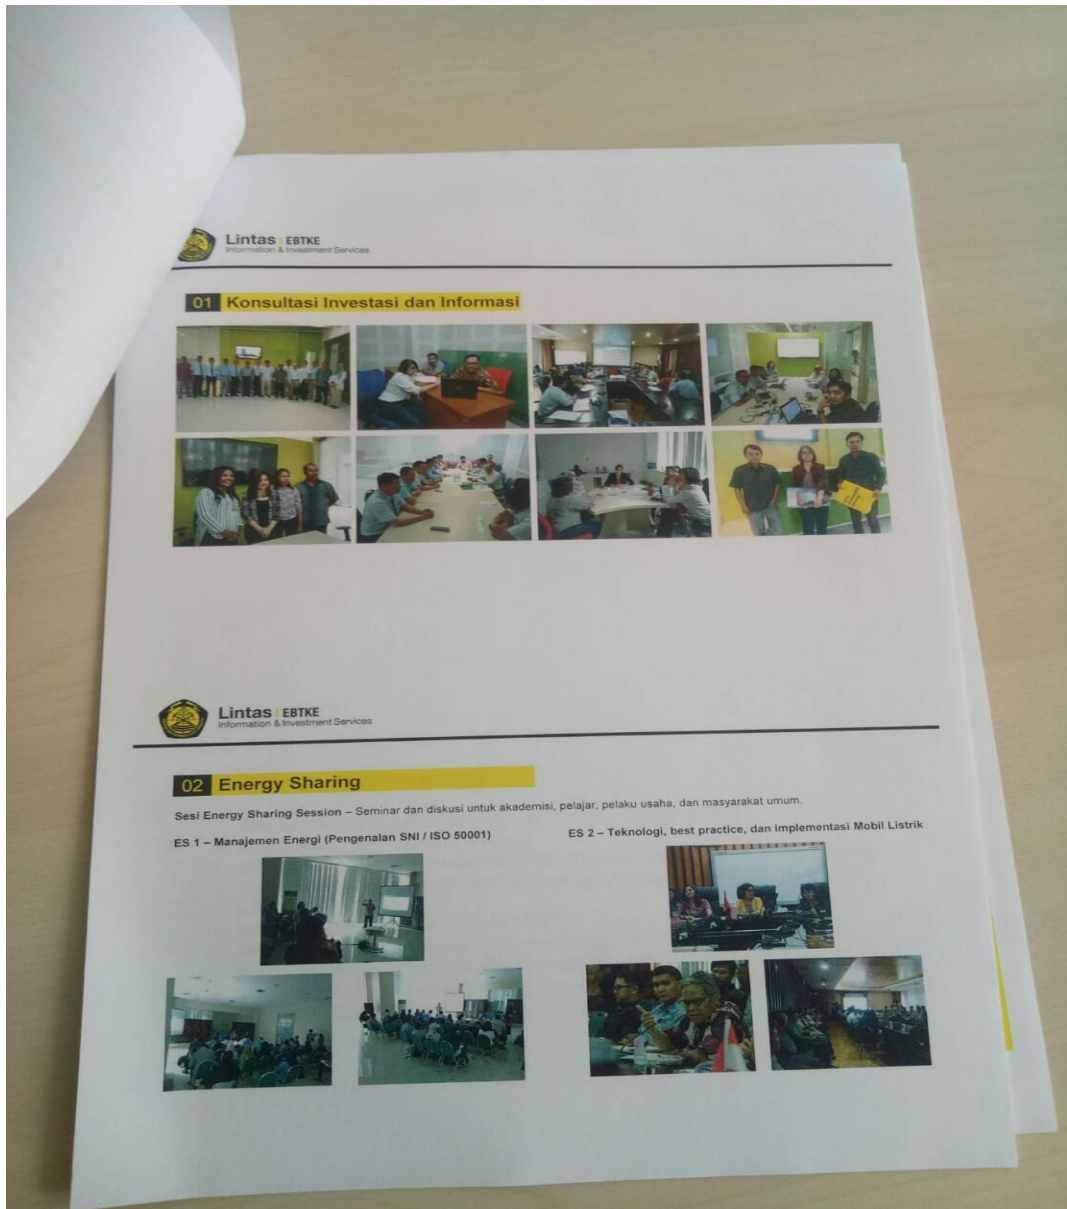 Lintas EBTKE
Information & Investment Services
01 Konsultasi Investasi dan Informasi
Lintas EBTKE
Information & Investment Services
02 Energy Sharing
Sesi Energy Sharing Session – Seminar dan diskusi untuk akademisi, pelajar, pelaku usaha, dan masyarakat umum.
ES 1 – Manajemen Energi (Pengenalan SNI / ISO 50001)
ES 2 – Teknologi, best practice, dan implementasi Mobil Listrik